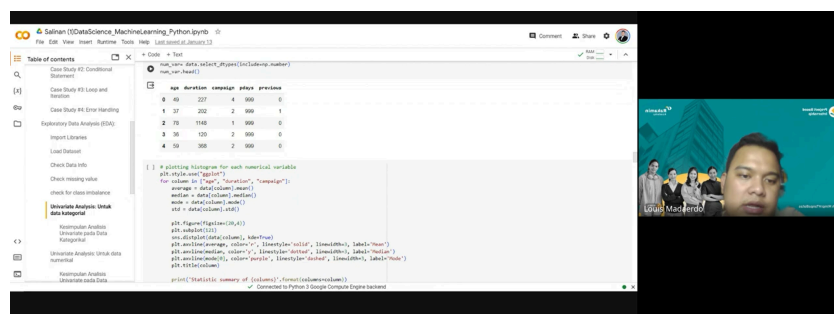 Salinan (1)DataScience_MachineLearning_Python.ipynb
File Edit View Insert Runtime Tools Help Last saved at January 13
Comment Share
+ Code + Text
RAM
Disk
Table of contents
Case Study #2: Conditional
Statement
Case Study #3: Loop and
Iteration
Case Study #4: Error Handling
Exploratory Data Analysis (EDA):
Import Libraries
Load Dataset
Check Data Info
Check missing value
check for class imbalance
Univariate Analysis: Untuk
data kategorial
Kesimpulan Analisis
Univariate pada Data
Kategorikal
Univariate Analysis: Untuk data
numerikal
Kesimpulan Analisis
Univariate pada Data
num_var= data.select_dtypes(include=np.number)
num_var.head()
age duration campaign pdays previous
0 49 227 4 999 0
1 37 202 2 999 1
2 78 1148 1 999 0
3 36 120 2 999 0
4 59 368 2 999 0
[ ] # plotting histogram for each numerical variable
plt.style.use("ggplot")
for column in ["age", "duration", "campaign"]:
average = data[column].mean()
median = data[column].median()
mode = data[column].mode()
std = data[column].std()
plt.figure(figsize=(20,4))
plt.subplot(121)
sns.distplot(data[column], kde=True)
plt.axvline(average, color='r', linestyle='solid', linewidth=3, label='Mean')
plt.axvline(median, color='y', linestyle='dotted', linewidth=3, label='Median')
plt.axvline(mode[0], color='purple', linestyle='dashed', linewidth=3, label='Mode')
plt.title(column)
print('Statistic summary of {columns}'.format(columns=column))
Connected to Python 3 Google Compute Engine backend
Louis Madaerdo